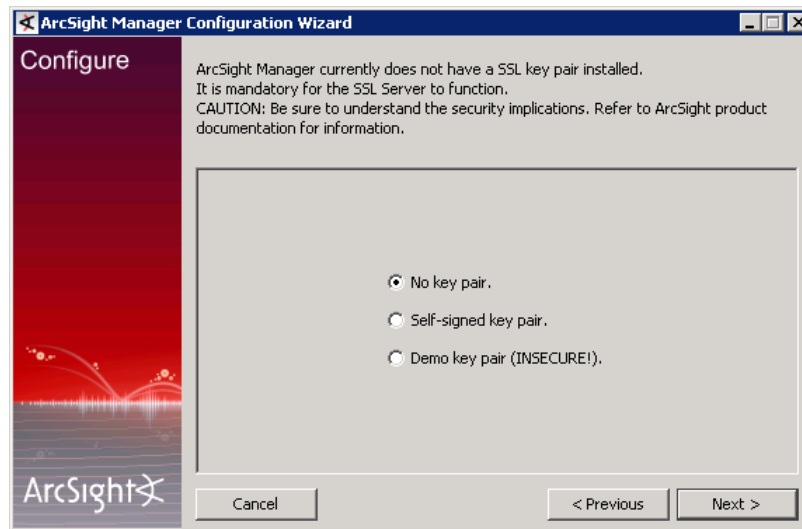 ArcSight Manager Configuration Wizard
Configure
ArcSight Manager currently does not have a SSL key pair installed.
It is mandatory for the SSL Server to function.
CAUTION: Be sure to understand the security implications. Refer to ArcSight product
documentation for information.
No key pair.
Self-signed key pair.
Demo key pair (INSECURE!).
ArcSight
Cancel
< Previous
Next >